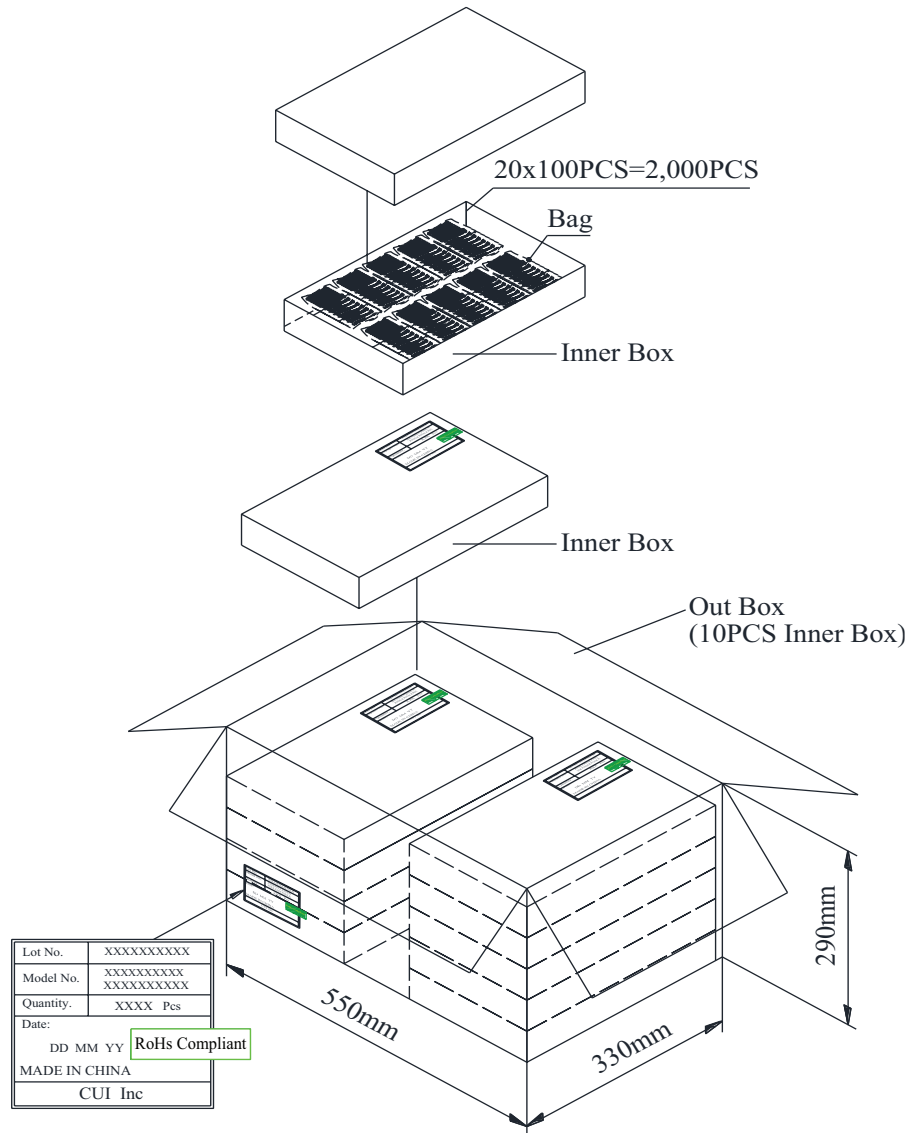 20x100PCS=2,000PCS
Bag
Inner Box
Inner Box
Out Box
(10PCS Inner Box)
290mm
550mm
330mm
Lot No. XXXXXXXXXX
Model No. XXXXXXXXXX
XXXXXXXXXX
Quantity. XXXX Pcs
Date:
DD MM YY
RoHs Compliant
MADE IN CHINA
CUI Inc